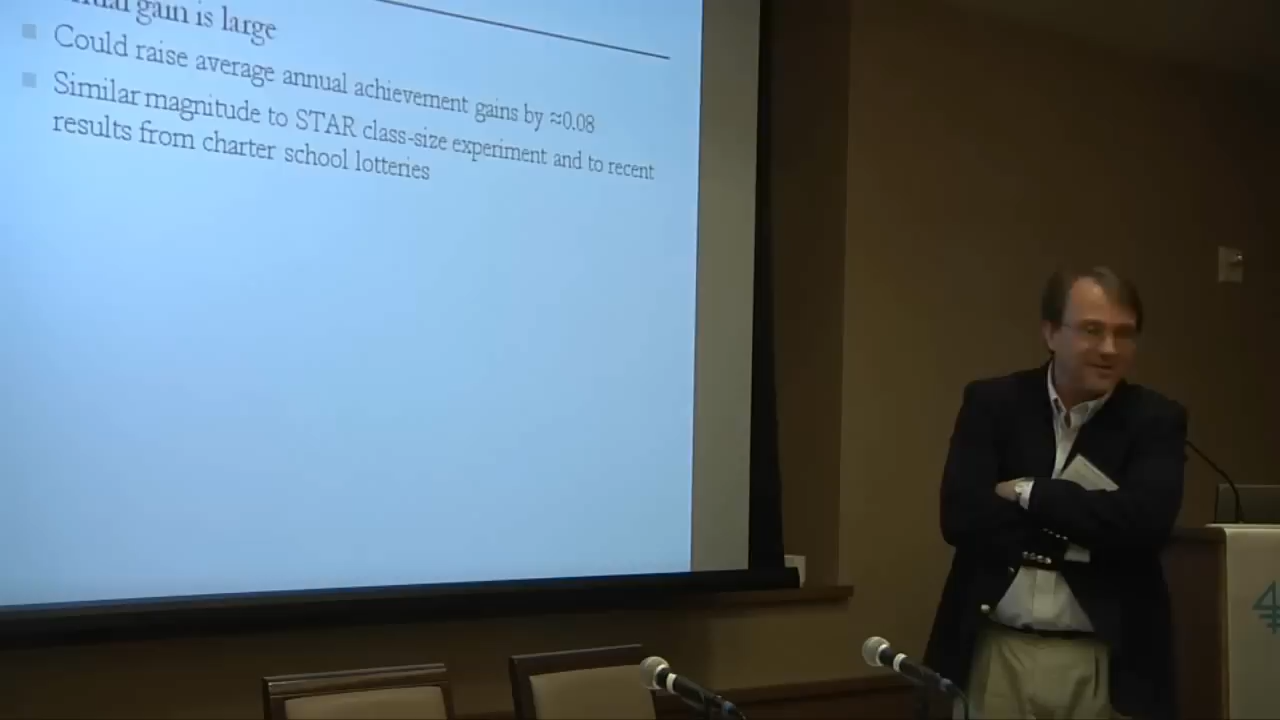 gain is large
Could raise average annual achievement gains by ≈0.08
Similar magnitude to STAR class-size experiment and to recent
results from charter school lotteries
4